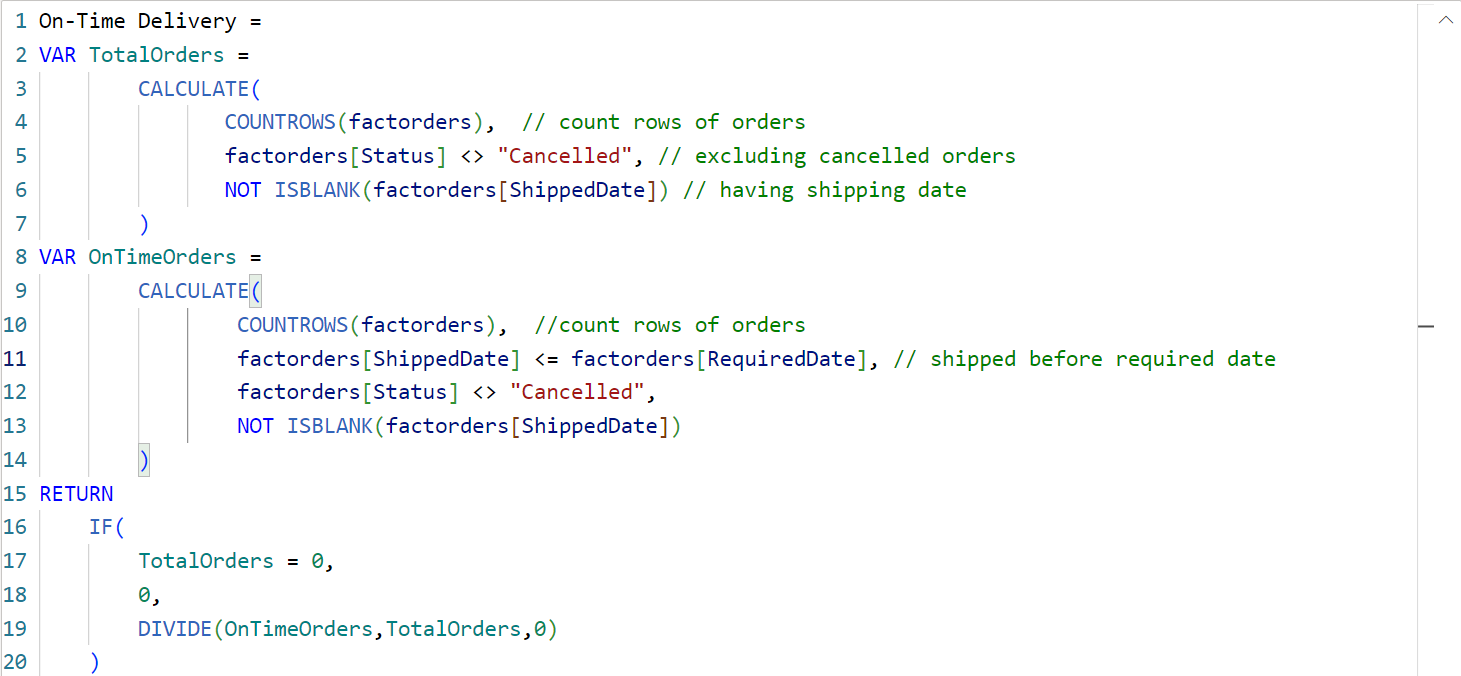 1 On-Time Delivery =
2 VAR TotalOrders =
3 CALCULATE(
4 COUNTROWS(factorders), // count rows of orders
5 factorders[Status] <> "Cancelled", // excluding cancelled orders
6 NOT ISBLANK(factorders[ShippedDate]) // having shipping date
7 )
8 VAR OnTimeOrders =
9 CALCULATE(
10 COUNTROWS(factorders), //count rows of orders
11 factorders[ShippedDate] <= factorders[RequiredDate], // shipped before required date
12 factorders[Status] <> "Cancelled",
13 NOT ISBLANK(factorders[ShippedDate])
14 )
15 RETURN
16 IF(
17 TotalOrders = 0,
18 0,
19 DIVIDE(OnTimeOrders,TotalOrders,0)
20 )